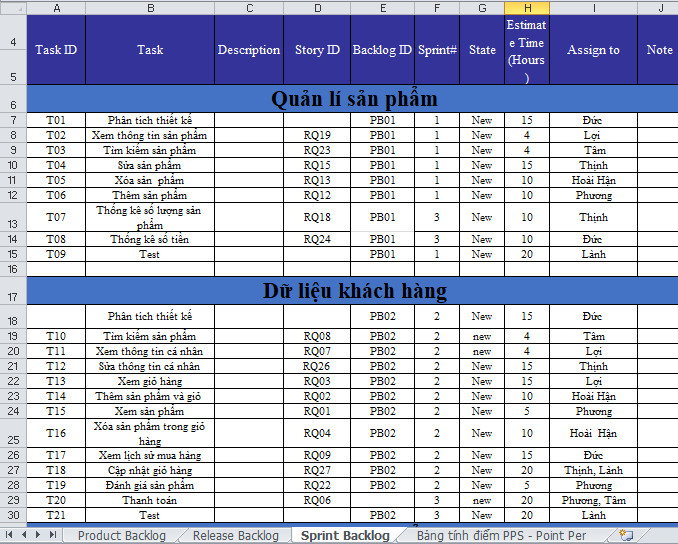 A B C D E F G H I J
4 Task ID Task Description Story ID Backlog ID Sprint# State Estimat e Time (Hours ) Assign to Note
5
6 Quản lí sản phẩm
7 T01 Phân tich thiết kế PB01 1 New 15 Đức
8 T02 Xem thông tin sản phẩm RQ19 PB01 1 New 4 Lợi
9 T03 Tìm kiếm sản phẩm RQ23 PB01 1 New 4 Tâm
10 T04 Sửa sản phẩm RQ15 PB01 1 New 15 Thịnh
11 T05 Xóa sản phẩm RQ13 PB01 1 New 10 Hoài Hận
12 T06 Thêm sản phẩm RQ12 PB01 1 New 10 Phương
13 T07 Thống kê số lượng sản phẩm RQ18 PB01 3 New 10 Thịnh
14 T08 Thống kê số tiền RQ24 PB01 3 New 10 Đức
15 T09 Test PB01 1 New 20 Lành
16
17 Dữ liệu khách hàng
18 Phân tich thiết kế PB02 2 New 15 Đức
19 T10 Tìm kiếm sản phẩm RQ08 PB02 2 new 4 Tâm
20 T11 Xem thông tin cá nhân RQ07 PB02 2 new 4 Lợi
21 T12 Sửa thông tin cá nhân RQ26 PB02 2 New 15 Thịnh
22 T13 Xem giỏ hàng RQ03 PB02 2 New 15 Lợi
23 T14 Thêm sản phẩm và giỏ RQ02 PB02 2 New 10 Hoài Hận
24 T15 Xem sản phẩm RQ01 PB02 2 New 5 Phương
25 T16 Xóa sản phẩm trong giỏ hàng RQ04 PB02 2 New 10 Hoài Hận
26 T17 Xem lịch sử mua hàng RQ09 PB02 2 New 15 Đức
27 T18 Cập nhật giỏ hàng RQ27 PB02 2 New 20 Thịnh, Lành
28 T19 Đánh giá sản phẩm RQ22 PB02 2 New 5 Phương
29 T20 Thanh toán RQ06 3 new 20 Phương, Tâm
30 T21 Test PB02 3 New 20 Lành
Product Backlog Release Backlog Sprint Backlog Bảng tính điểm PPS - Point Per